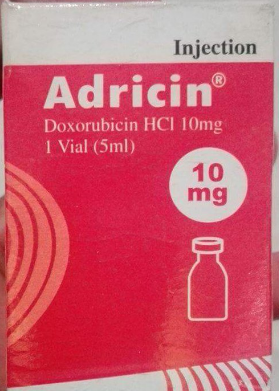 Injection
Adricin®
Doxorubicin HCl 10mg
1 Vial (5ml)
10
mg